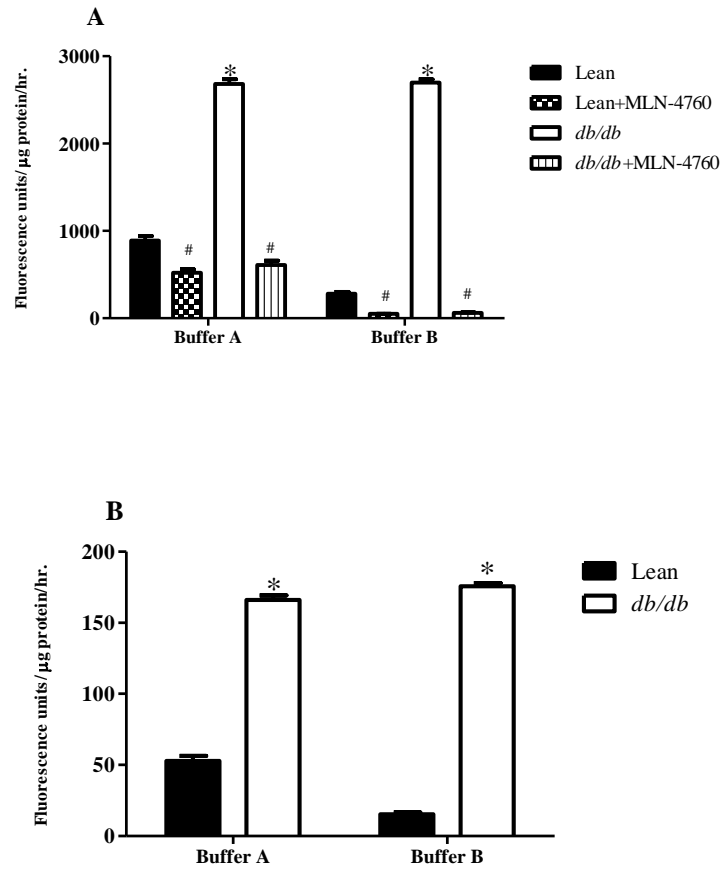 A
Fluorescence units/ µg protein/hr.
3000
2000
1000
0
*
*
#
#
#
#
Buffer A
Buffer B
Lean
Lean+MLN-4760
db/db
db/db+MLN-4760
B
Fluorescence units/ µg protein/hr.
200
150
100
50
0
*
*
Buffer A
Buffer B
Lean
db/db